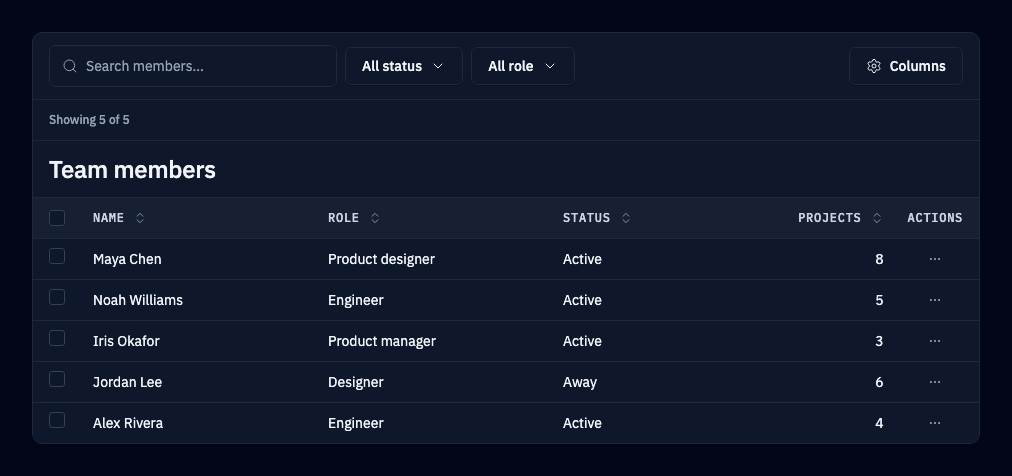 Search members... All status All role Columns
Showing 5 of 5
Team members
NAME ROLE STATUS PROJECTS ACTIONS
Maya Chen Product designer Active 8 ...
Noah Williams Engineer Active 5 ...
Iris Okafor Product manager Active 3 ...
Jordan Lee Designer Away 6 ...
Alex Rivera Engineer Active 4 ...